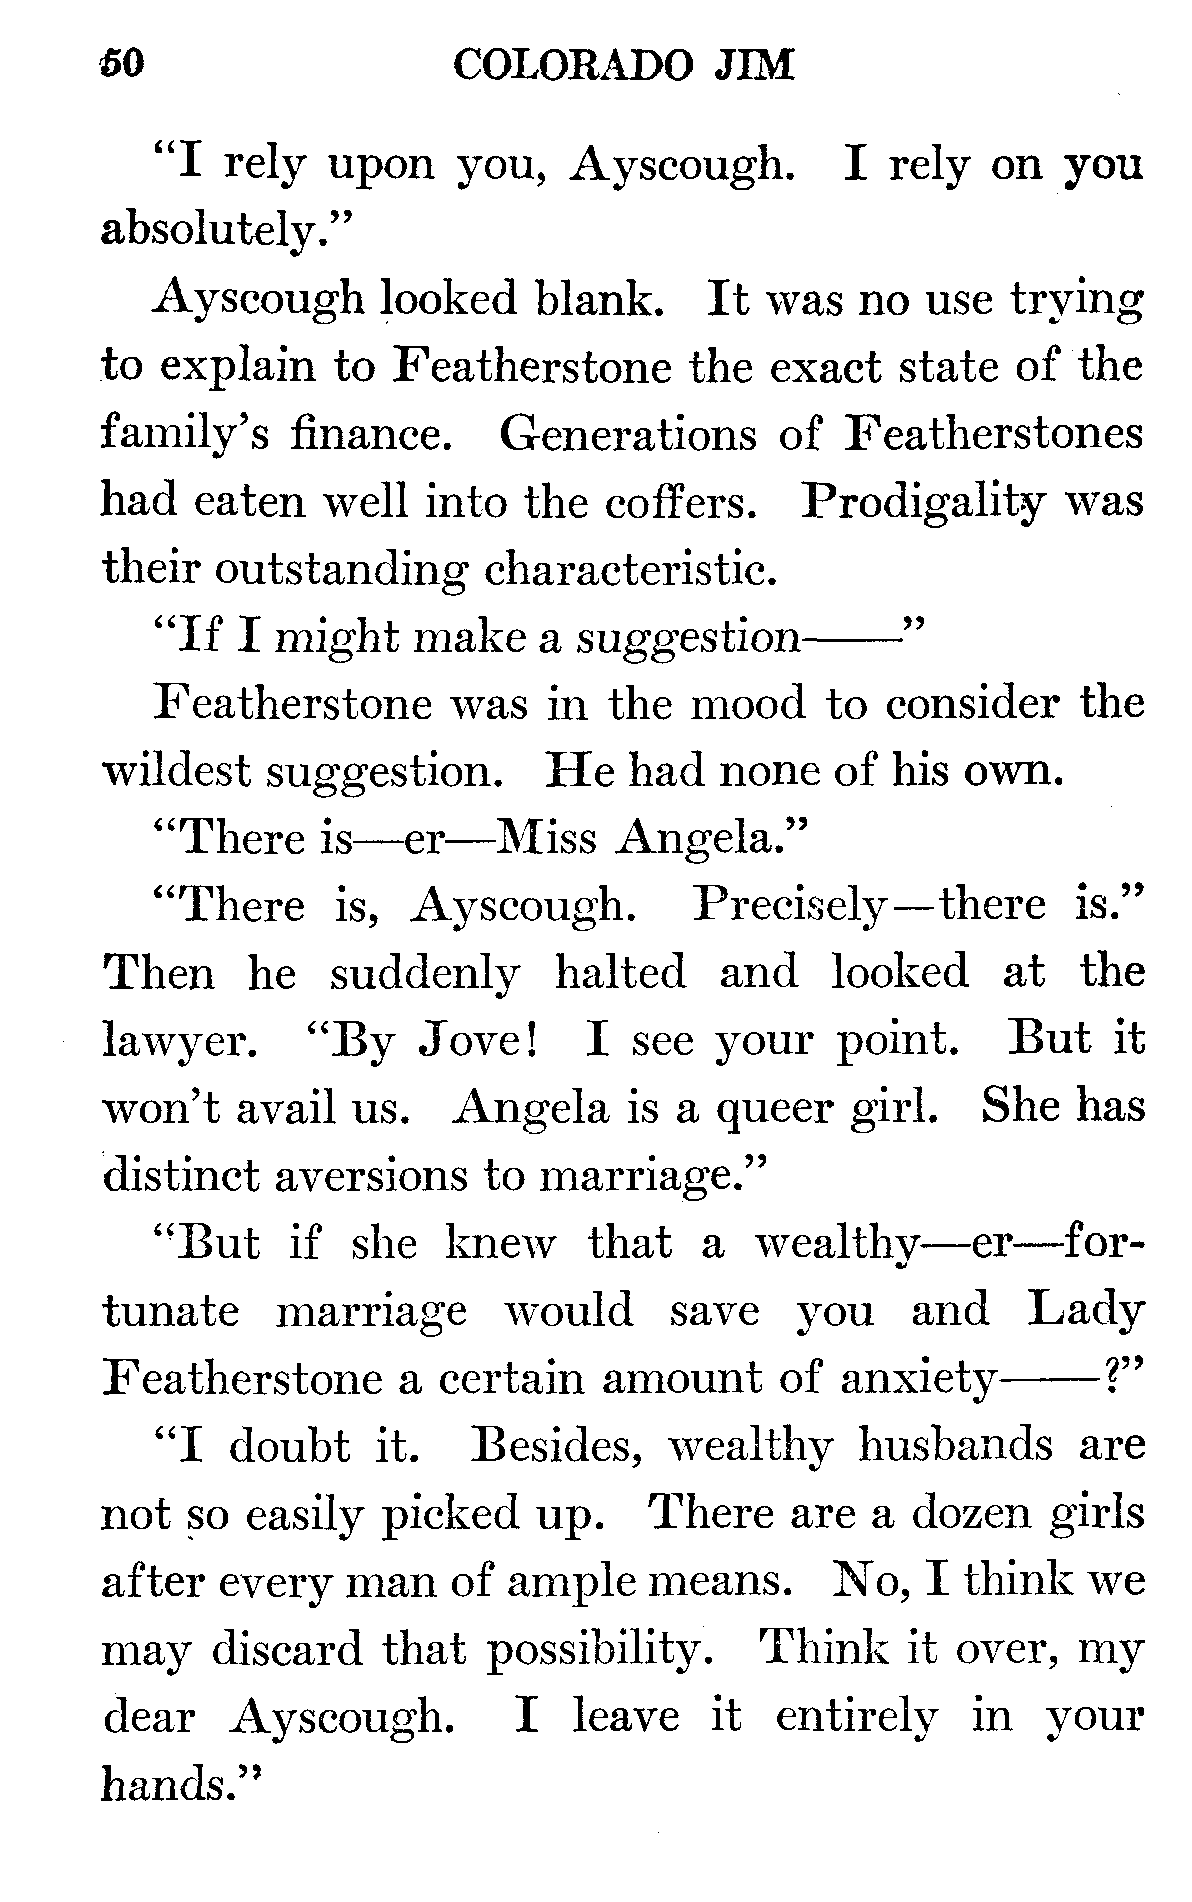 50 COLORADO JIM
“I rely upon you, Ayscough. I rely on you
absolutely.”
Ayscough looked blank. It was no use trying
to explain to Featherstone the exact state of the
family’s finance. Generations of Featherstones
had eaten well into the coffers. Prodigality was
their outstanding characteristic.
“If I might make a suggestion——”
Featherstone was in the mood to consider the
wildest suggestion. He had none of his own.
“There is—er—Miss Angela.”
“There is, Ayscough. Precisely—there is.”
Then he suddenly halted and looked at the
lawyer. “By Jove! I see your point. But it
won’t avail us. Angela is a queer girl. She has
distinct aversions to marriage.”
“But if she knew that a wealthy—er—for-
tunate marriage would save you and Lady
Featherstone a certain amount of anxiety——?”
“I doubt it. Besides, wealthy husbands are
not so easily picked up. There are a dozen girls
after every man of ample means. No, I think we
may discard that possibility. Think it over, my
dear Ayscough. I leave it entirely in your
hands.”